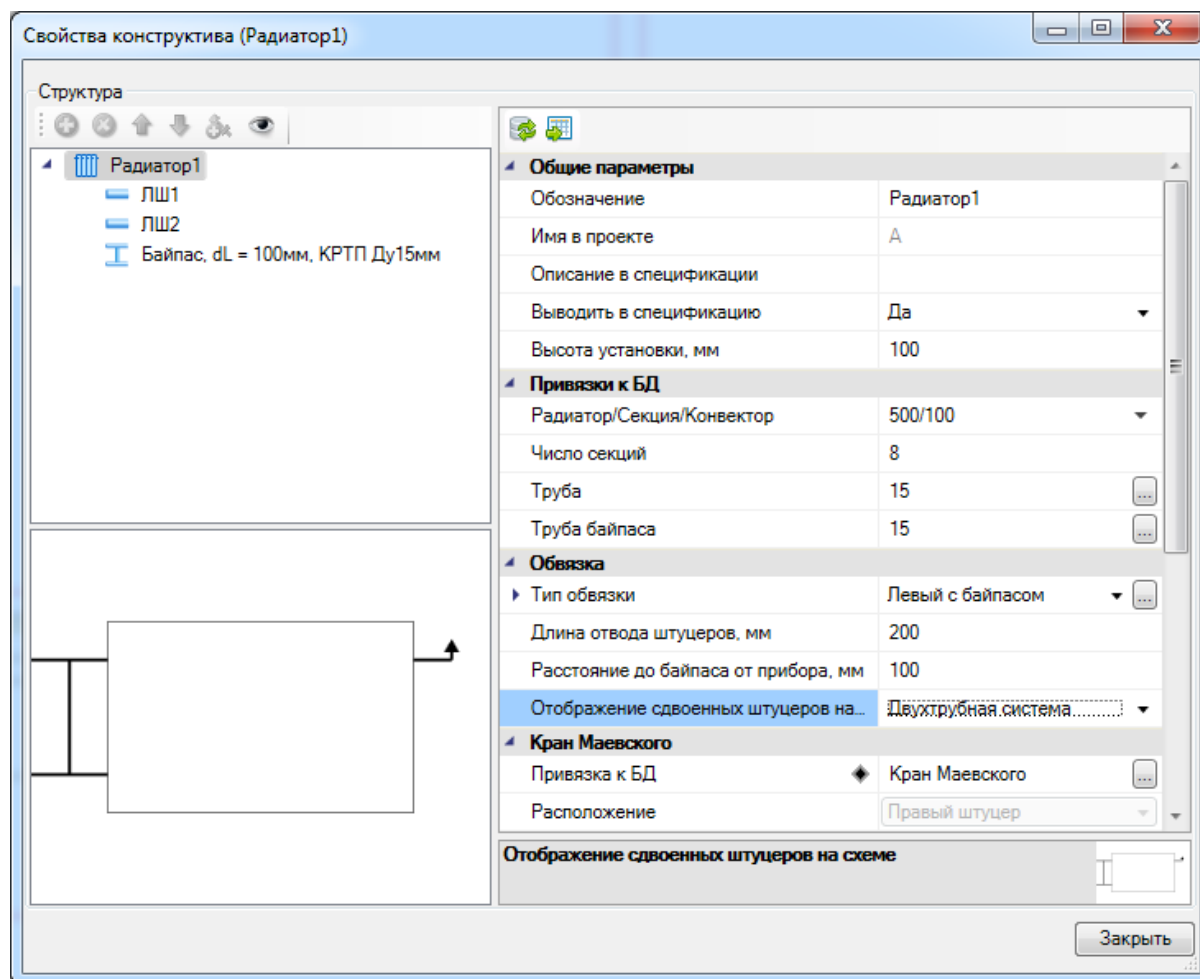 Свойства конструктива (Радиатор1)
Структура
Радиатор1
ЛШ1
ЛШ2
Байпас, dL = 100мм, КРТП Ду15мм
Общие параметры
Обозначение Радиатор1
Имя в проекте А
Описание в спецификации
Выводить в спецификацию Да
Высота установки, мм 100
Привязки к БД
Радиатор/Секция/Конвектор 500/100
Число секций 8
Труба 15 ...
Труба байпаса 15 ...
Обвязка
Тип обвязки Левый с байпасом ...
Длина отвода штуцеров, мм 200
Расстояние до байпаса от прибора, мм 100
Отображение сдвоенных штуцеров на... Двухтрубная система
Кран Маевского
Привязка к БД Кран Маевского ...
Расположение Правый штуцер
Отображение сдвоенных штуцеров на схеме
Закрыть